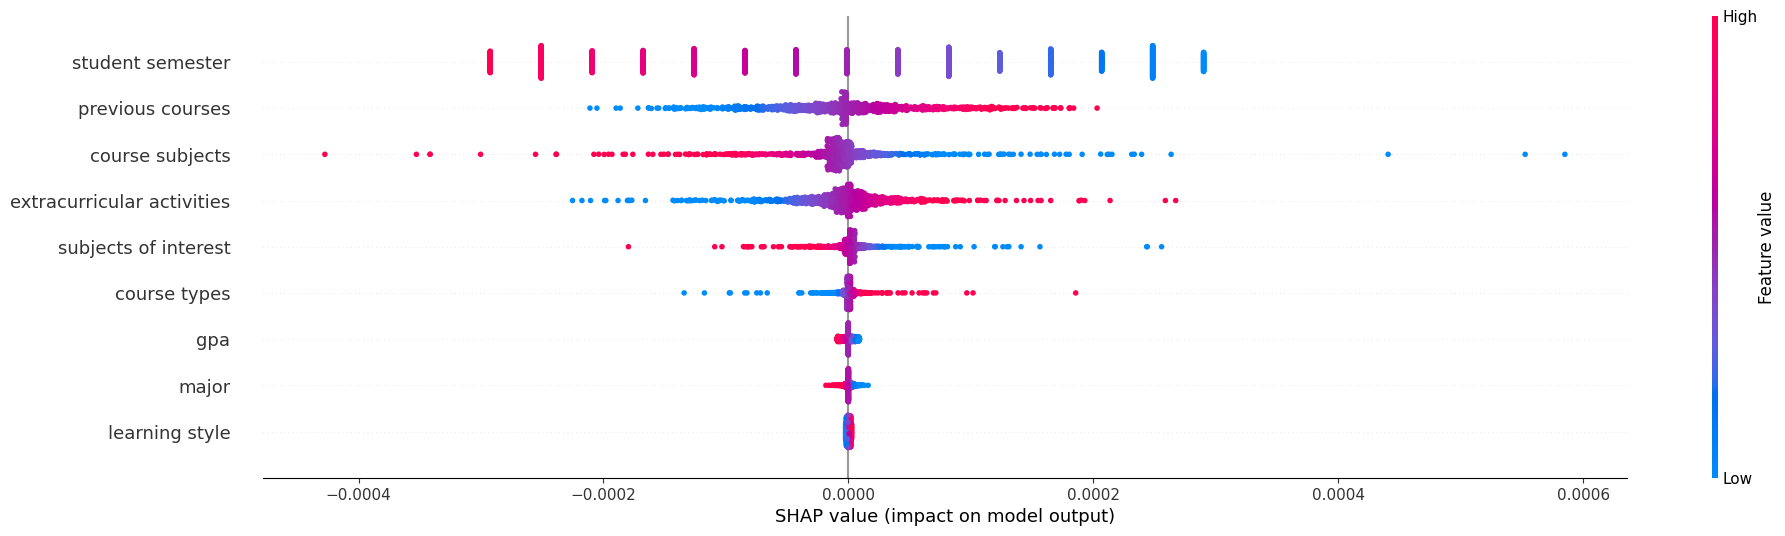 High
student semester
previous courses
course subjects
extracurricular activities
subjects of interest
course types
gpa
major
learning style
Feature value
Low
−0.0004
−0.0002
0.0000
0.0002
0.0004
0.0006
SHAP value (impact on model output)